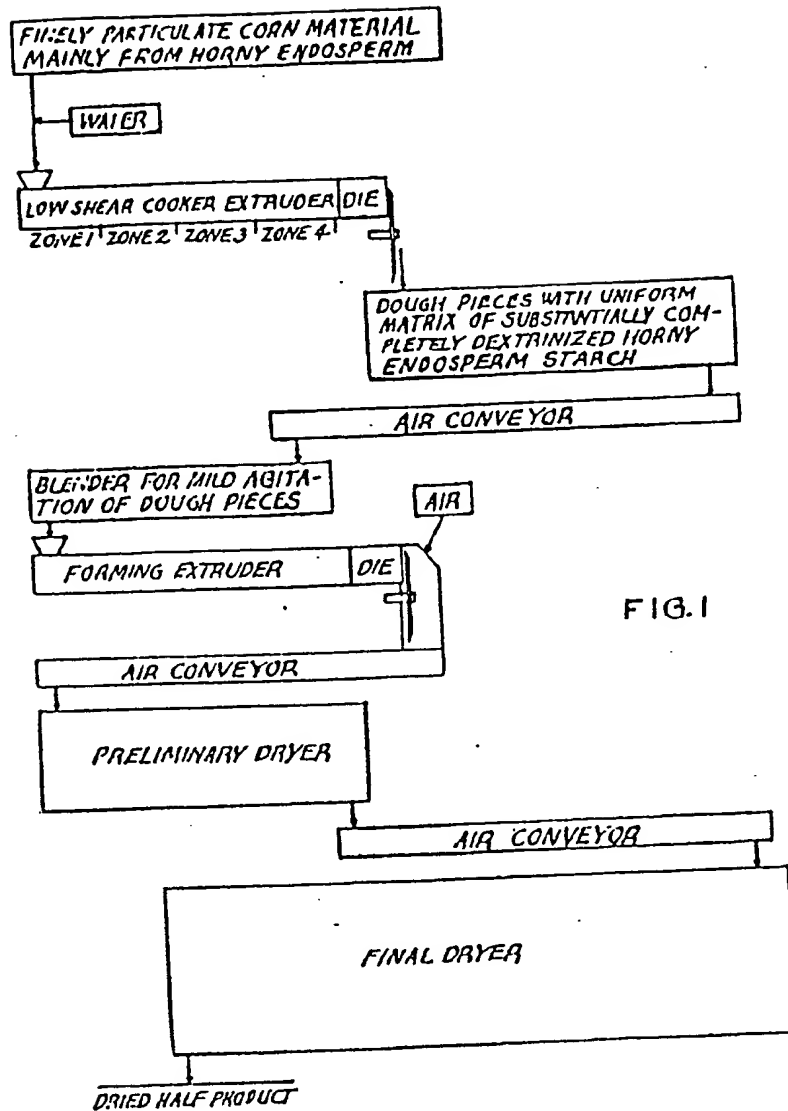 FINELY PARTICULATE CORN MATERIAL
MAINLY FROM HORNY ENDOSPERM
WATER
LOW SHEAR COOKER EXTRUDER DIE
ZONE 1 ZONE 2 ZONE 3 ZONE 4
DOUGH PIECES WITH UNIFORM
MATRIX OF SUBSTANTIALLY COM-
PLETELY DEXTRINIZED HORNY
ENDOSPERM STARCH
AIR CONVEYOR
BLENDER FOR MILD AGITA-
TION OF DOUGH PIECES
AIR
FORMING EXTRUDER DIE
FIG. 1
AIR CONVEYOR
PRELIMINARY DRYER
AIR CONVEYOR
FINAL DRYER
DRIED HALF PRODUCT